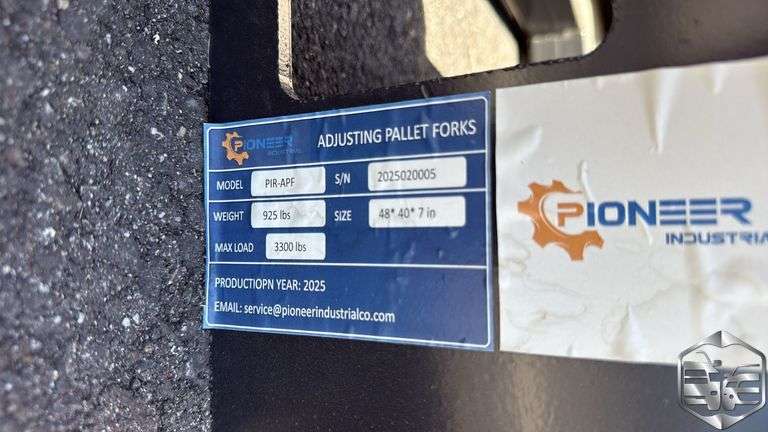 PIONEER
INDUSTRIAL
ADJUSTING PALLET FORKS
MODEL PIR-APF S/N 2025020005
WEIGHT 925 lbs SIZE 48* 40* 7 in
MAX LOAD 3300 lbs
PRODUCTIOPN YEAR: 2025
EMAIL: service@pioneerindustrialco.com
PIONEER
INDUSTRIA